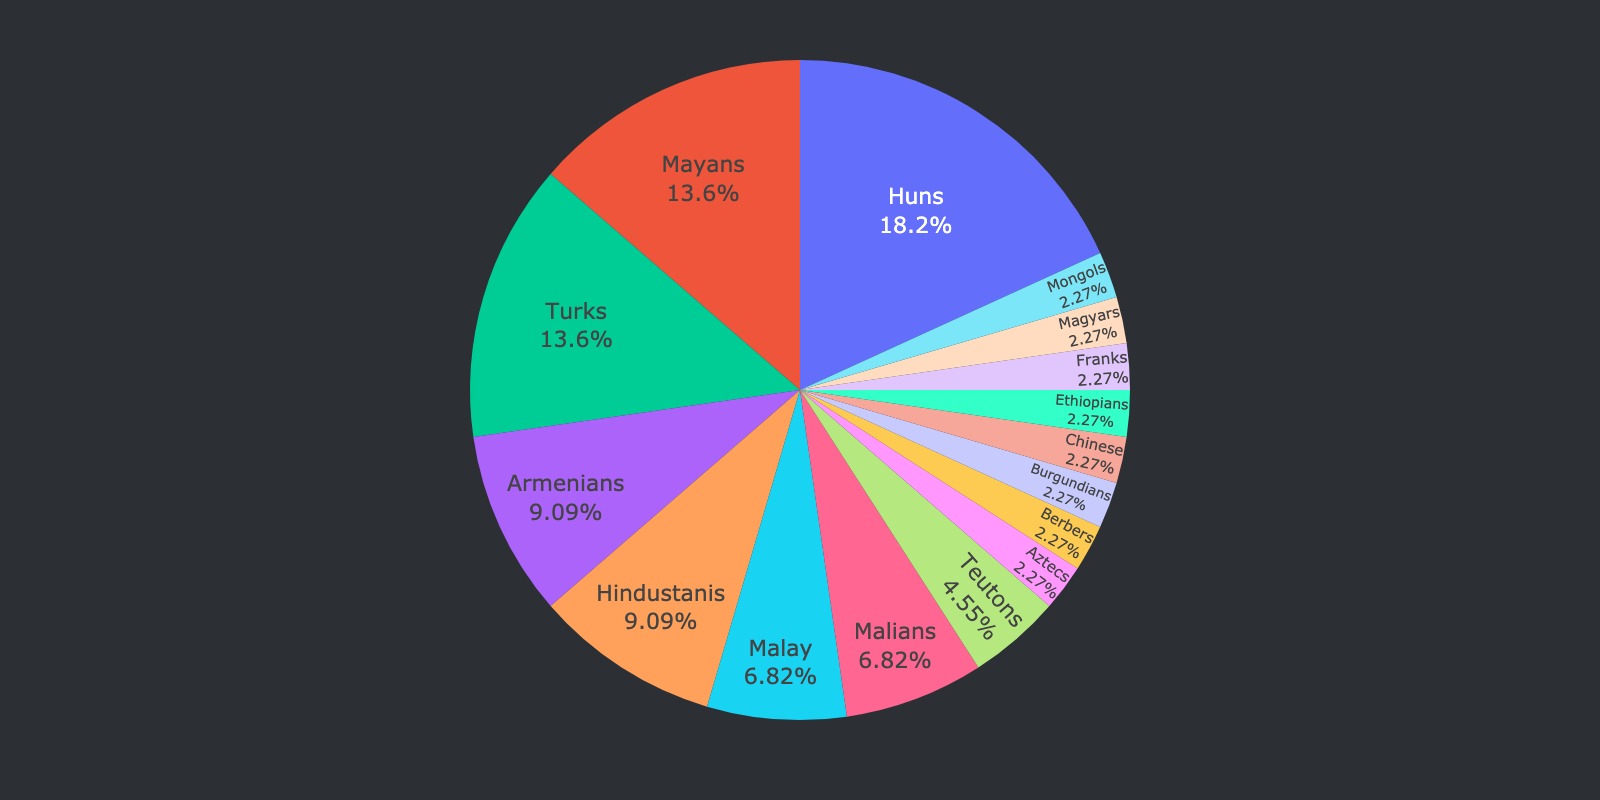 Mayans
13.6%
Huns
18.2%
Mongols
2.27%
Magyars
2.27%
Turks
13.6%
Franks
2.27%
Ethiopians
2.27%
Chinese
2.27%
Armenians
9.09%
Burgundians
2.27%
Berbers
2.27%
Aztecs
2.27%
Teutons
4.55%
Hindustanis
9.09%
Malians
6.82%
Malay
6.82%